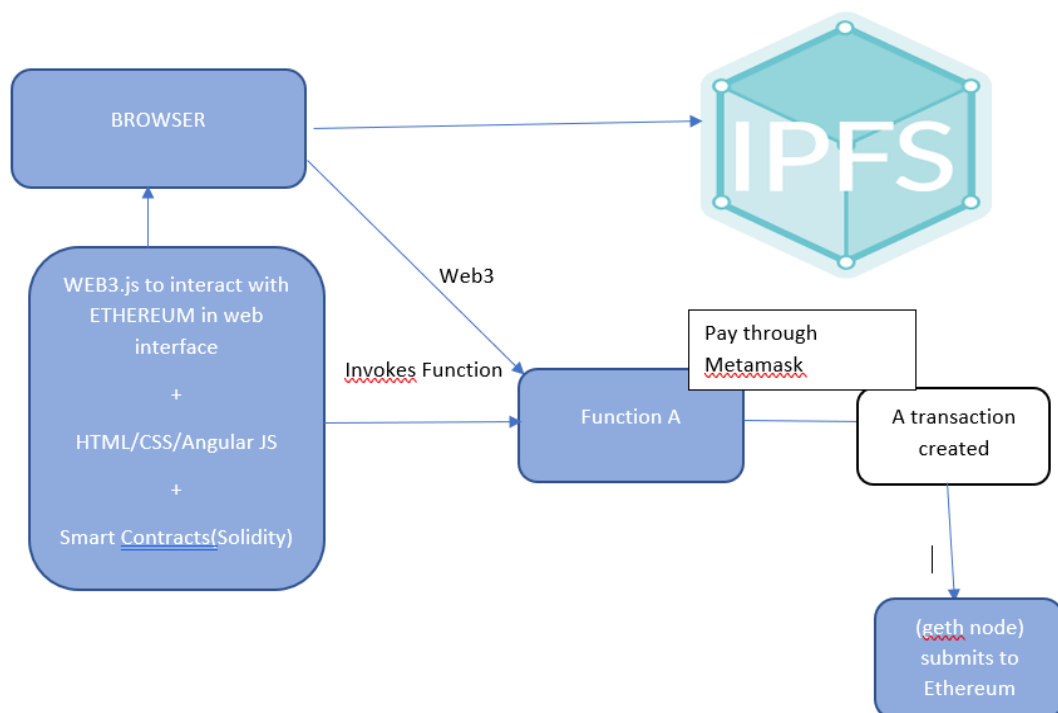 BROWSER
IPFS
WEB3.js to interact with
ETHEREUM in web
interface
+
HTML/CSS/Angular JS
+
Smart Contracts(Solidity)
Web3
Invokes Function
Pay through
Metamask
Function A
A transaction
created
(geth node)
submits to
Ethereum